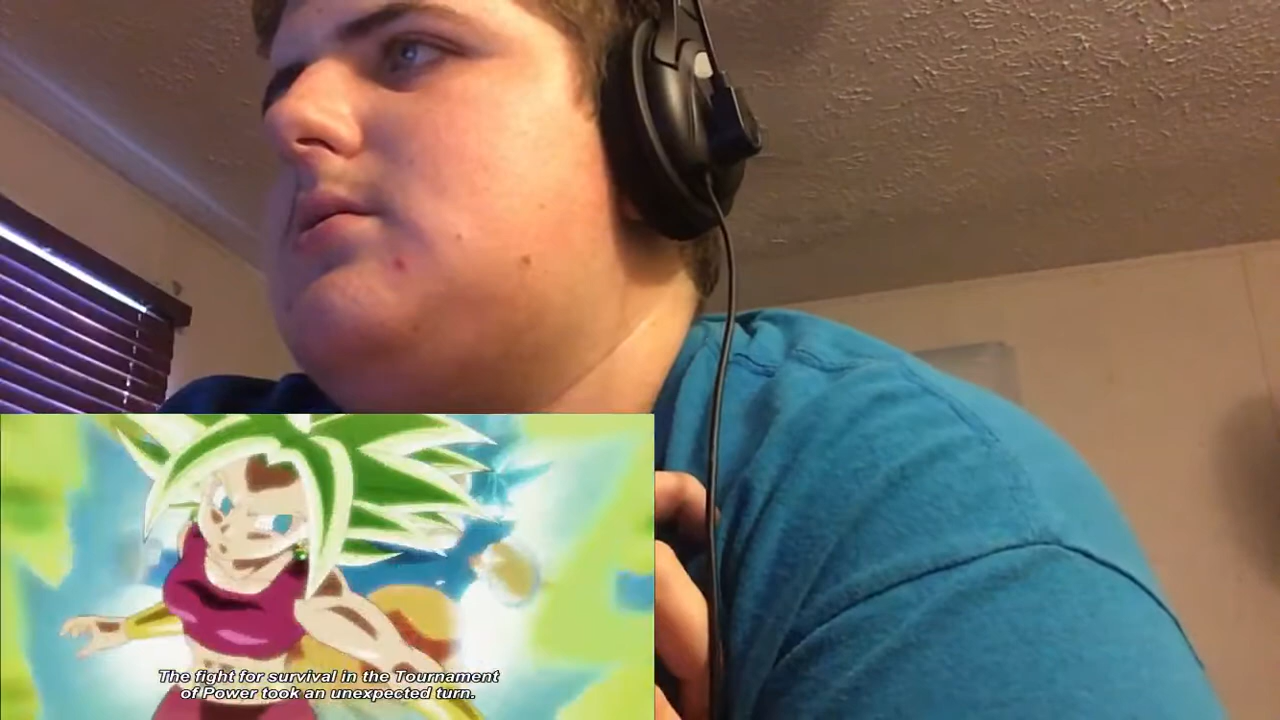 The fight for survival in the Tournament
of Power took an unexpected turn.